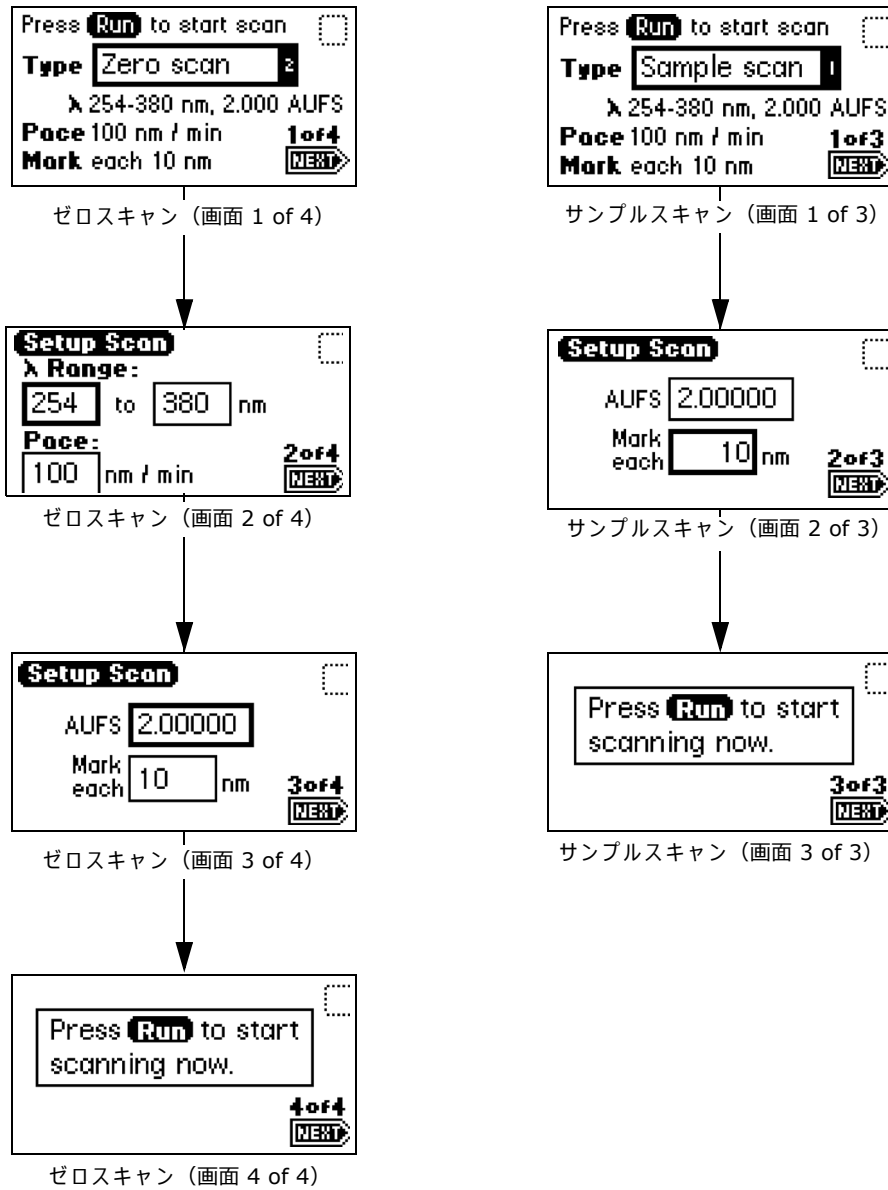 Press Run to start scan
Type Zero scan 2
λ 254-380 nm, 2.000 AUFS
Pace 100 nm / min 1of4
Mark each 10 nm NEXT
ゼロスキャン（画面 1 of 4）
Setup Scan
λ Range:
254 to 380 nm
Pace:
100 nm / min 2of4
NEXT
ゼロスキャン（画面 2 of 4）
Setup Scan
AUFS 2.00000
Mark each 10 nm 3of4
NEXT
ゼロスキャン（画面 3 of 4）
Press Run to start
scanning now.
4of4
NEXT
ゼロスキャン（画面 4 of 4）
Press Run to start scan
Type Sample scan 1
λ 254-380 nm, 2.000 AUFS
Pace 100 nm / min 1of3
Mark each 10 nm NEXT
サンプルスキャン（画面 1 of 3）
Setup Scan
AUFS 2.00000
Mark each 10 nm 2of3
NEXT
サンプルスキャン（画面 2 of 3）
Press Run to start
scanning now.
3of3
NEXT
サンプルスキャン（画面 3 of 3）